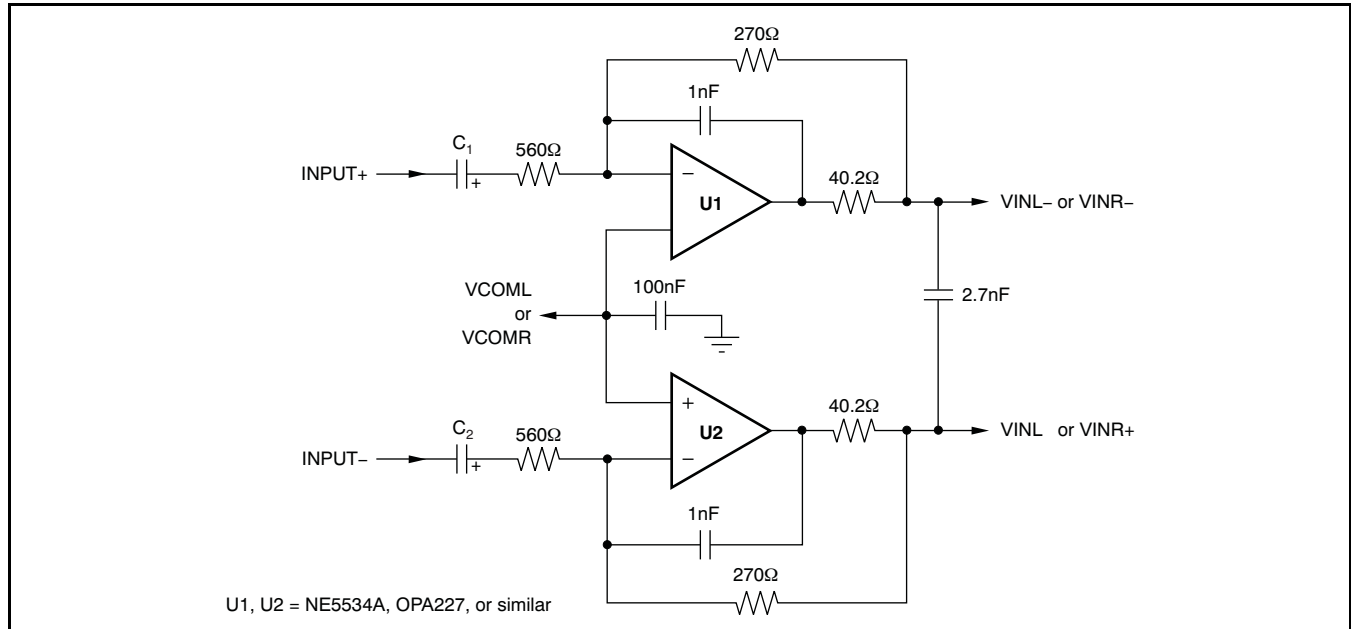 270Ω
1nF
C1
560Ω
INPUT+
+
−
U1
40.2Ω
VINL− or VINR−
VCOML
or
VCOMR
100nF
2.7nF
C2
560Ω
INPUT−
+
+
U2
−
40.2Ω
VINL or VINR+
1nF
270Ω
U1, U2 = NE5534A, OPA227, or similar